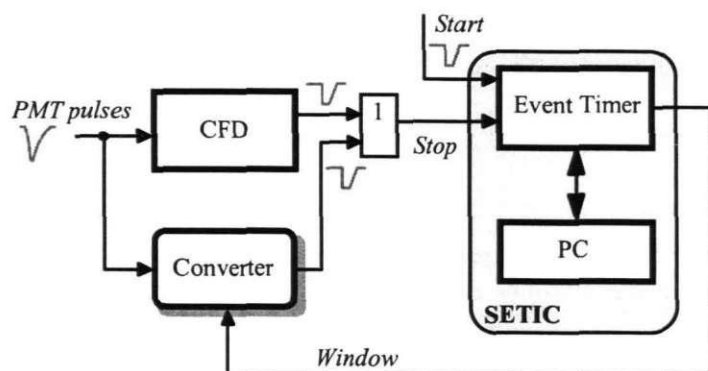 Start
PMT pulses
CFD
1
Event Timer
Stop
Converter
PC
SETIC
Window